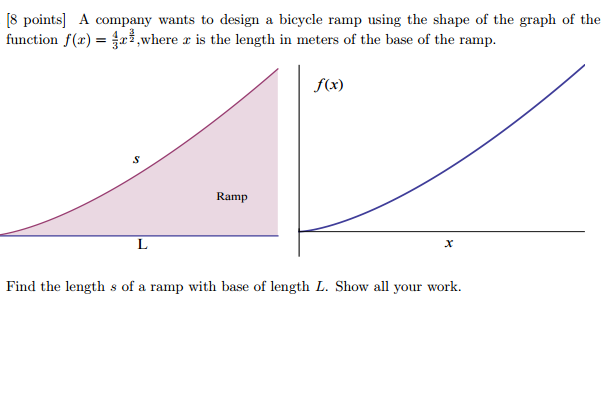 [8 points] A company wants to design a bicycle ramp using the shape of the graph of the
function f(x) = 4/3 x^(3/2),where x is the length in meters of the base of the ramp.
f(x)
s
Ramp
L
x
Find the length s of a ramp with base of length L. Show all your work.